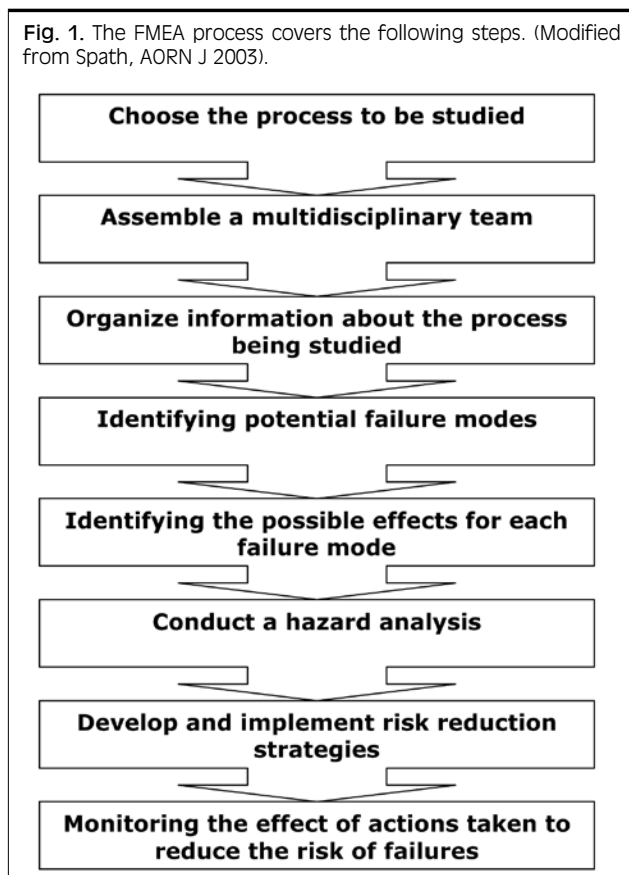 Fig. 1. The FMEA process covers the following steps. (Modified
from Spath, AORN J 2003).
Choose the process to be studied
Assemble a multidisciplinary team
Organize information about the process
being studied
Identifying potential failure modes
Identifying the possible effects for each
failure mode
Conduct a hazard analysis
Develop and implement risk reduction
strategies
Monitoring the effect of actions taken to
reduce the risk of failures